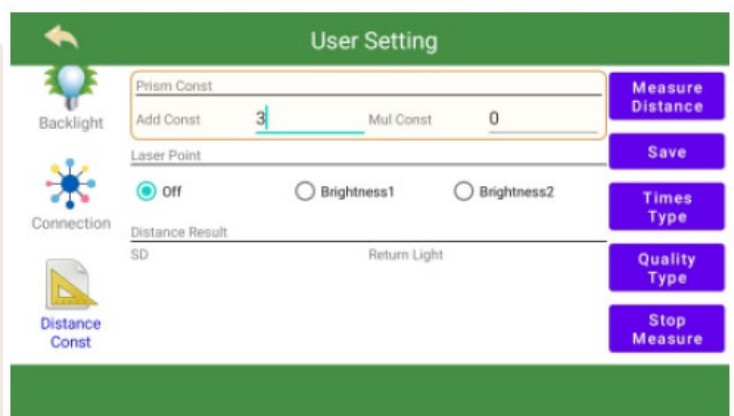 User Setting
Backlight
Connection
Distance
Const
Prism Const
Add Const 3 Mul Const 0
Laser Point
Off Brightness1 Brightness2
Distance Result
SD Return Light
Measure
Distance
Save
Times
Type
Quality
Type
Stop
Measure